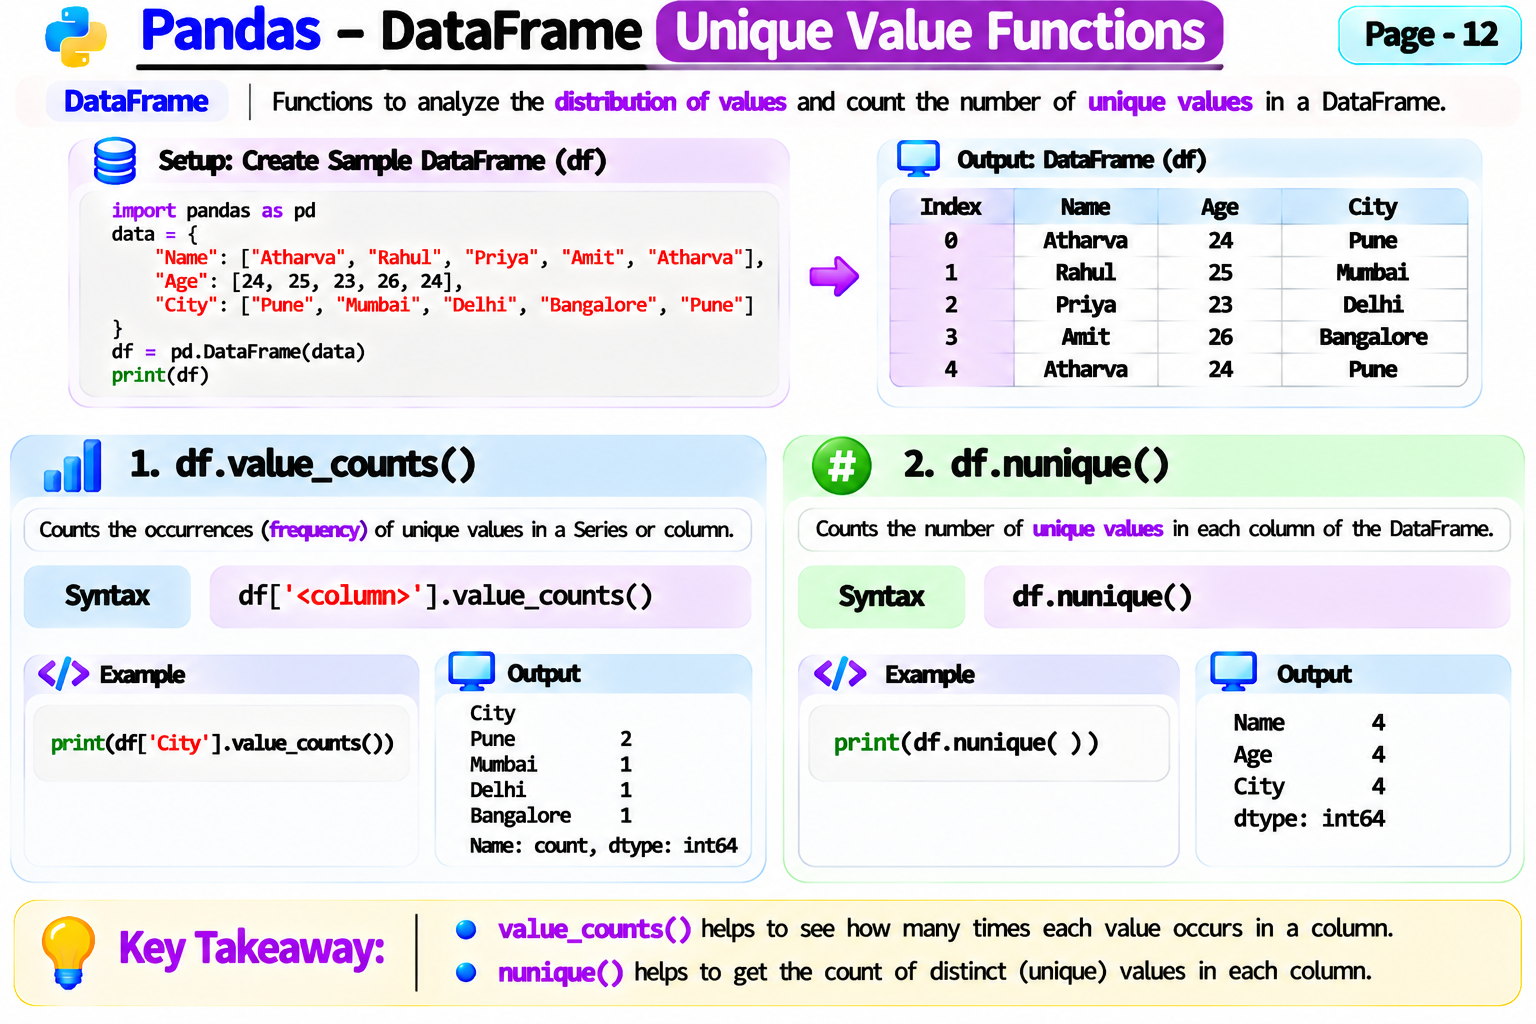 Pandas – DataFrame Unique Value Functions
Page - 12
DataFrame
Functions to analyze the distribution of values and count the number of unique values in a DataFrame.
Setup: Create Sample DataFrame (df)
import pandas as pd
data = {
    "Name": ["Atharva", "Rahul", "Priya", "Amit", "Atharva"],
    "Age": [24, 25, 23, 26, 24],
    "City": ["Pune", "Mumbai", "Delhi", "Bangalore", "Pune"]
}
df = pd.DataFrame(data)
print(df)
Output: DataFrame (df)
Index Name Age City
0 Atharva 24 Pune
1 Rahul 25 Mumbai
2 Priya 23 Delhi
3 Amit 26 Bangalore
4 Atharva 24 Pune
1. df.value_counts()
Counts the occurrences (frequency) of unique values in a Series or column.
Syntax
df['<column>'].value_counts()
Example
print(df['City'].value_counts())
Output
City
Pune 2
Mumbai 1
Delhi 1
Bangalore 1
Name: count, dtype: int64
#
2. df.nunique()
Counts the number of unique values in each column of the DataFrame.
Syntax
df.nunique()
</> Example
print(df.nunique( ))
Output
Name 4
Age 4
City 4
dtype: int64
Key Takeaway:
value_counts() helps to see how many times each value occurs in a column.
nunique() helps to get the count of distinct (unique) values in each column.